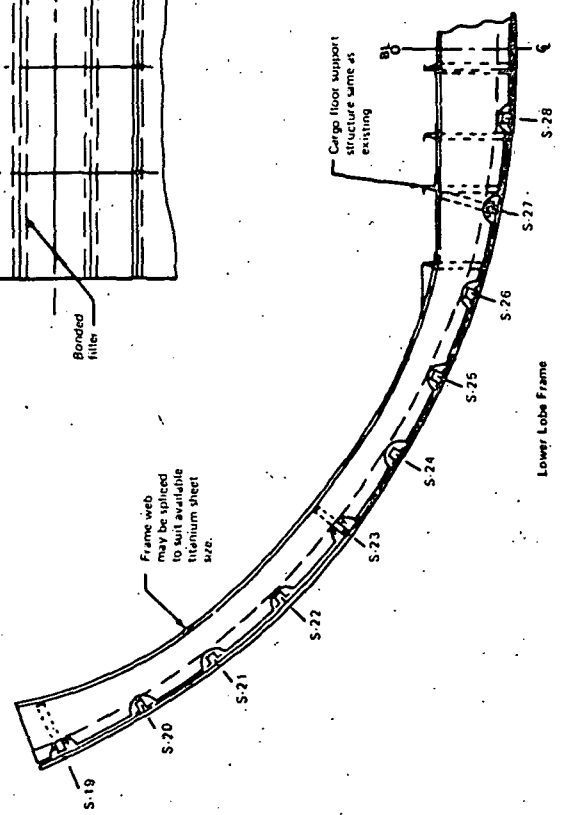 Bonded
filler
Cargo floor support
structure same as
existing
BL
O
℄
Frame web
may be spliced
to suit available
titanium sheet
size.
S-19
S-20
S-21
S-22
S-23
S-24
S-25
S-26
S-27
S-28
Lower Lobe Frame